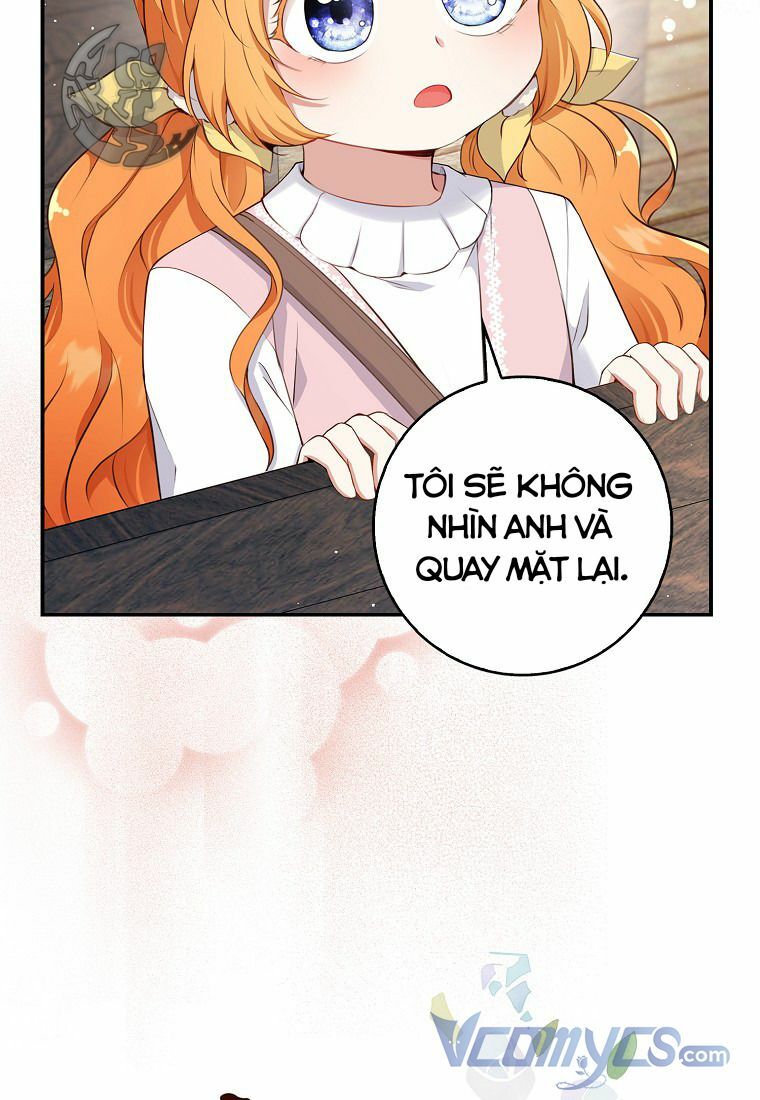 TÔI SẼ KHÔNG
NHÌN ANH VÀ
QUAY MẶT LẠI.
VCOMYCS.com